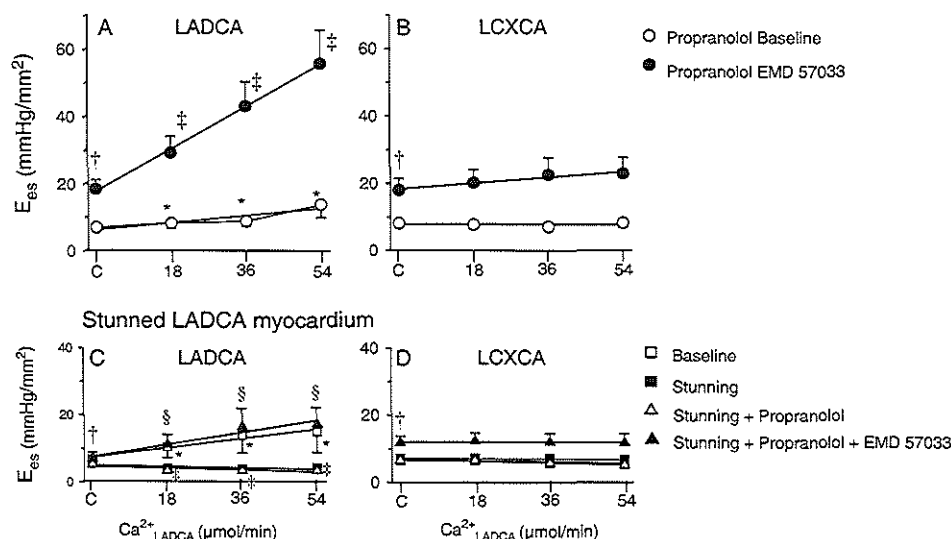 A LADCA
B LCXCA
Propranolol Baseline
Propranolol EMD 57033
E_es (mmHg/mm²)
60
40
20
0
‡
‡
‡
†
*
*
*
C 18 36 54
60
40
20
0
†
C 18 36 54
Stunned LADCA myocardium
C LADCA
D LCXCA
Baseline
Stunning
Stunning + Propranolol
Stunning + Propranolol + EMD 57033
E_es (mmHg/mm²)
40
20
0
†
§
§
§
*
*
*
‡
‡
‡
C 18 36 54
Ca²⁺ LADCA (μmol/min)
40
20
0
†
C 18 36 54
Ca²⁺ LADCA (μmol/min)